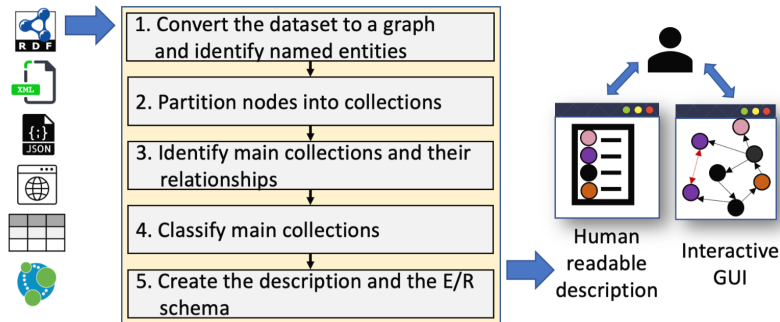 RDF
XML
{;}
JSON
1. Convert the dataset to a graph
and identify named entities
2. Partition nodes into collections
3. Identify main collections and their
relationships
4. Classify main collections
5. Create the description and the E/R
schema
Human
readable
description
Interactive
GUI